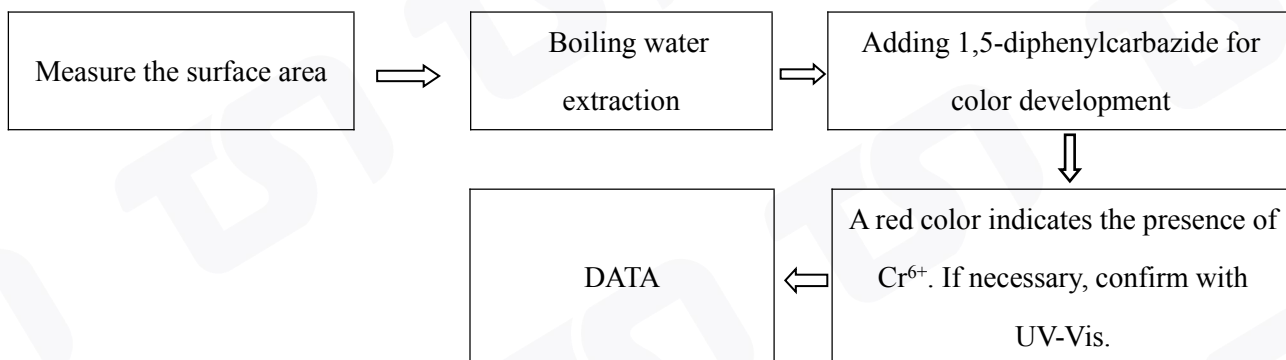 Measure the surface area
Boiling water
extraction
Adding 1,5-diphenylcarbazide for
color development
A red color indicates the presence of
Cr⁶⁺. If necessary, confirm with
UV-Vis.
DATA